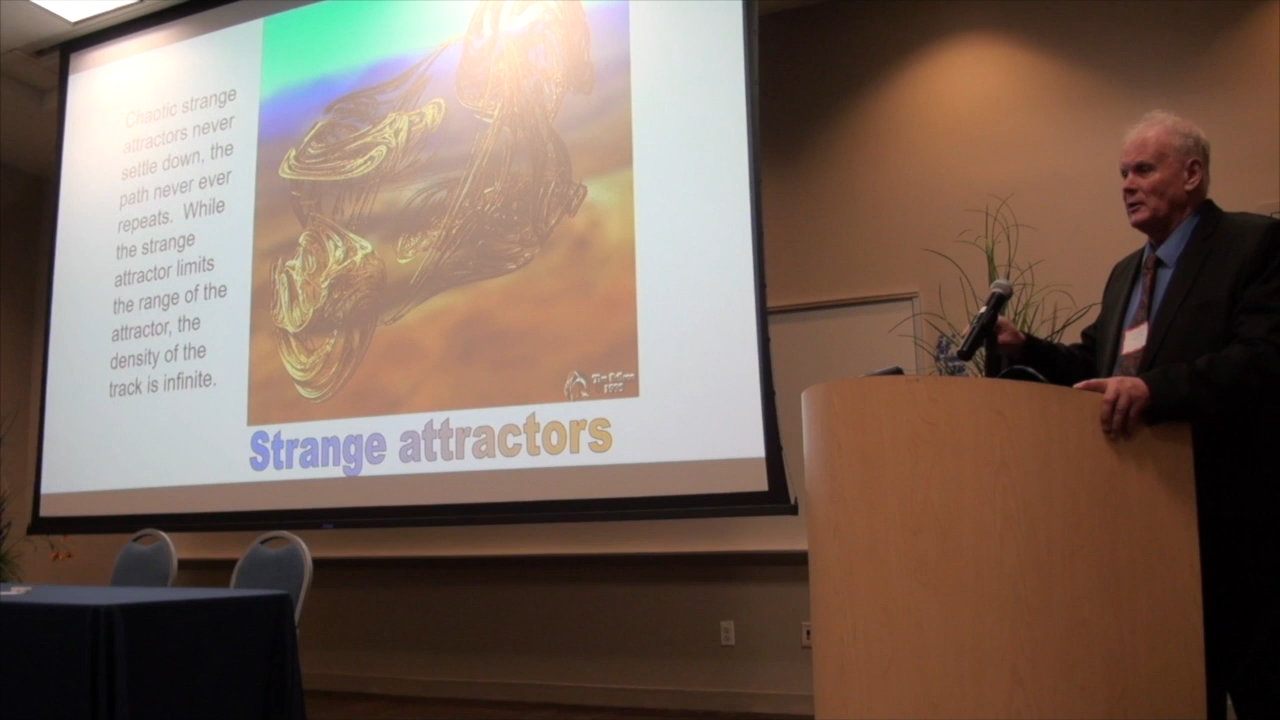 Chaotic strange
attractors never
settle down, the
path never ever
repeats. While
the strange
attractor limits
the range of the
attractor, the
density of the
track is infinite.
Strange attractors